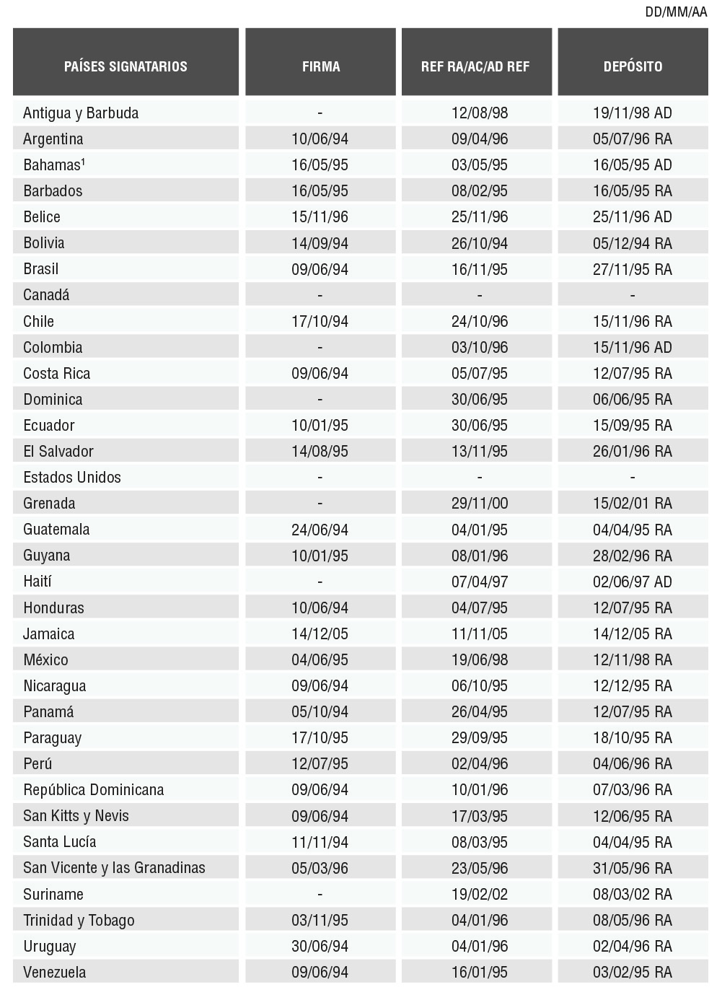 DD/MM/AA
PAÍSES SIGNATARIOS FIRMA REF RA/AC/AD REF DEPÓSITO
Antigua y Barbuda - 12/08/98 19/11/98 AD
Argentina 10/06/94 09/04/96 05/07/96 RA
Bahamas¹ 16/05/95 03/05/95 16/05/95 AD
Barbados 16/05/95 08/02/95 16/05/95 RA
Belice 15/11/96 25/11/96 25/11/96 AD
Bolivia 14/09/94 26/10/94 05/12/94 RA
Brasil 09/06/94 16/11/95 27/11/95 RA
Canadá - - -
Chile 17/10/94 24/10/96 15/11/96 RA
Colombia - 03/10/96 15/11/96 AD
Costa Rica 09/06/94 05/07/95 12/07/95 RA
Dominica - 30/06/95 06/06/95 RA
Ecuador 10/01/95 30/06/95 15/09/95 RA
El Salvador 14/08/95 13/11/95 26/01/96 RA
Estados Unidos - - -
Grenada - 29/11/00 15/02/01 RA
Guatemala 24/06/94 04/01/95 04/04/95 RA
Guyana 10/01/95 08/01/96 28/02/96 RA
Haití - 07/04/97 02/06/97 AD
Honduras 10/06/94 04/07/95 12/07/95 RA
Jamaica 14/12/05 11/11/05 14/12/05 RA
México 04/06/95 19/06/98 12/11/98 RA
Nicaragua 09/06/94 06/10/95 12/12/95 RA
Panamá 05/10/94 26/04/95 12/07/95 RA
Paraguay 17/10/95 29/09/95 18/10/95 RA
Perú 12/07/95 02/04/96 04/06/96 RA
República Dominicana 09/06/94 10/01/96 07/03/96 RA
San Kitts y Nevis 09/06/94 17/03/95 12/06/95 RA
Santa Lucía 11/11/94 08/03/95 04/04/95 RA
San Vicente y las Granadinas 05/03/96 23/05/96 31/05/96 RA
Suriname - 19/02/02 08/03/02 RA
Trinidad y Tobago 03/11/95 04/01/96 08/05/96 RA
Uruguay 30/06/94 04/01/96 02/04/96 RA
Venezuela 09/06/94 16/01/95 03/02/95 RA